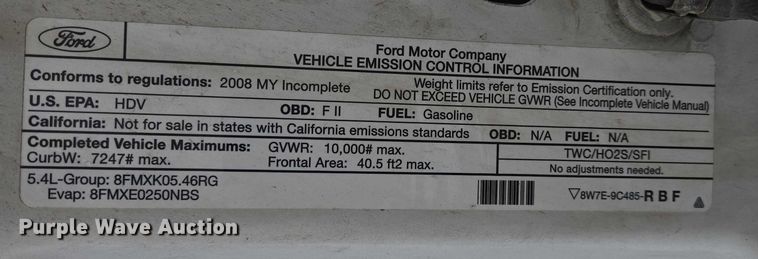 Ford
Ford Motor Company
VEHICLE EMISSION CONTROL INFORMATION
Conforms to regulations: 2008 MY Incomplete
Weight limits refer to Emission Certification only.
DO NOT EXCEED VEHICLE GVWR (See Incomplete Vehicle Manual)
U.S. EPA: HDV OBD: F II FUEL: Gasoline
California: Not for sale in states with California emissions standards OBD: N/A FUEL: N/A
Completed Vehicle Maximums: GVWR: 10,000# max.
CurbW: 7247# max. Frontal Area: 40.5 ft2 max.
TWC/HO2S/SFI
No adjustments needed.
5.4L-Group: 8FMXK05.46RG
Evap: 8FMXE0250NBS
▽8W7E-9C485-RBF
Purple Wave Auction